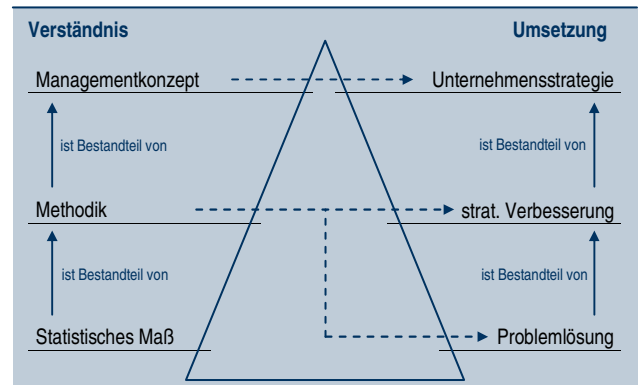 Verständnis
Umsetzung
Managementkonzept
Unternehmensstrategie
ist Bestandteil von
ist Bestandteil von
Methodik
strat. Verbesserung
ist Bestandteil von
ist Bestandteil von
Statistisches Maß
Problemlösung